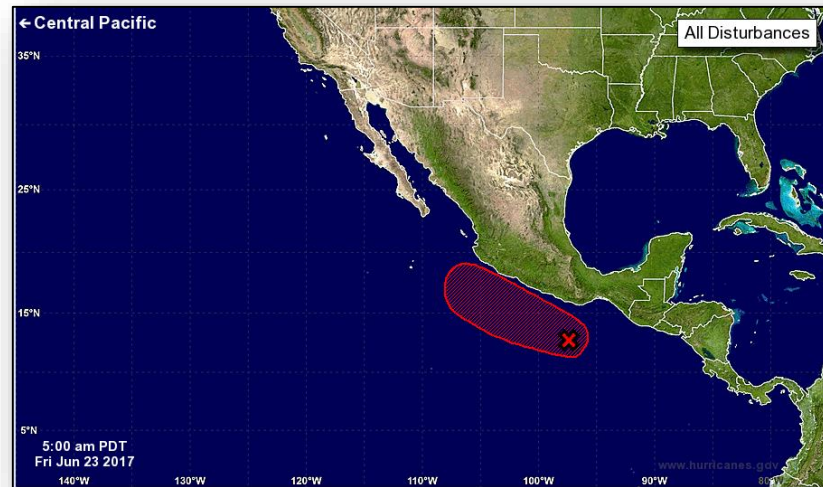 ← Central Pacific
All Disturbances
35°N
25°N
15°N
5°N
5:00 am PDT
Fri Jun 23 2017
www.hurricanes.gov
140°W
130°W
120°W
110°W
100°W
90°W
80°W